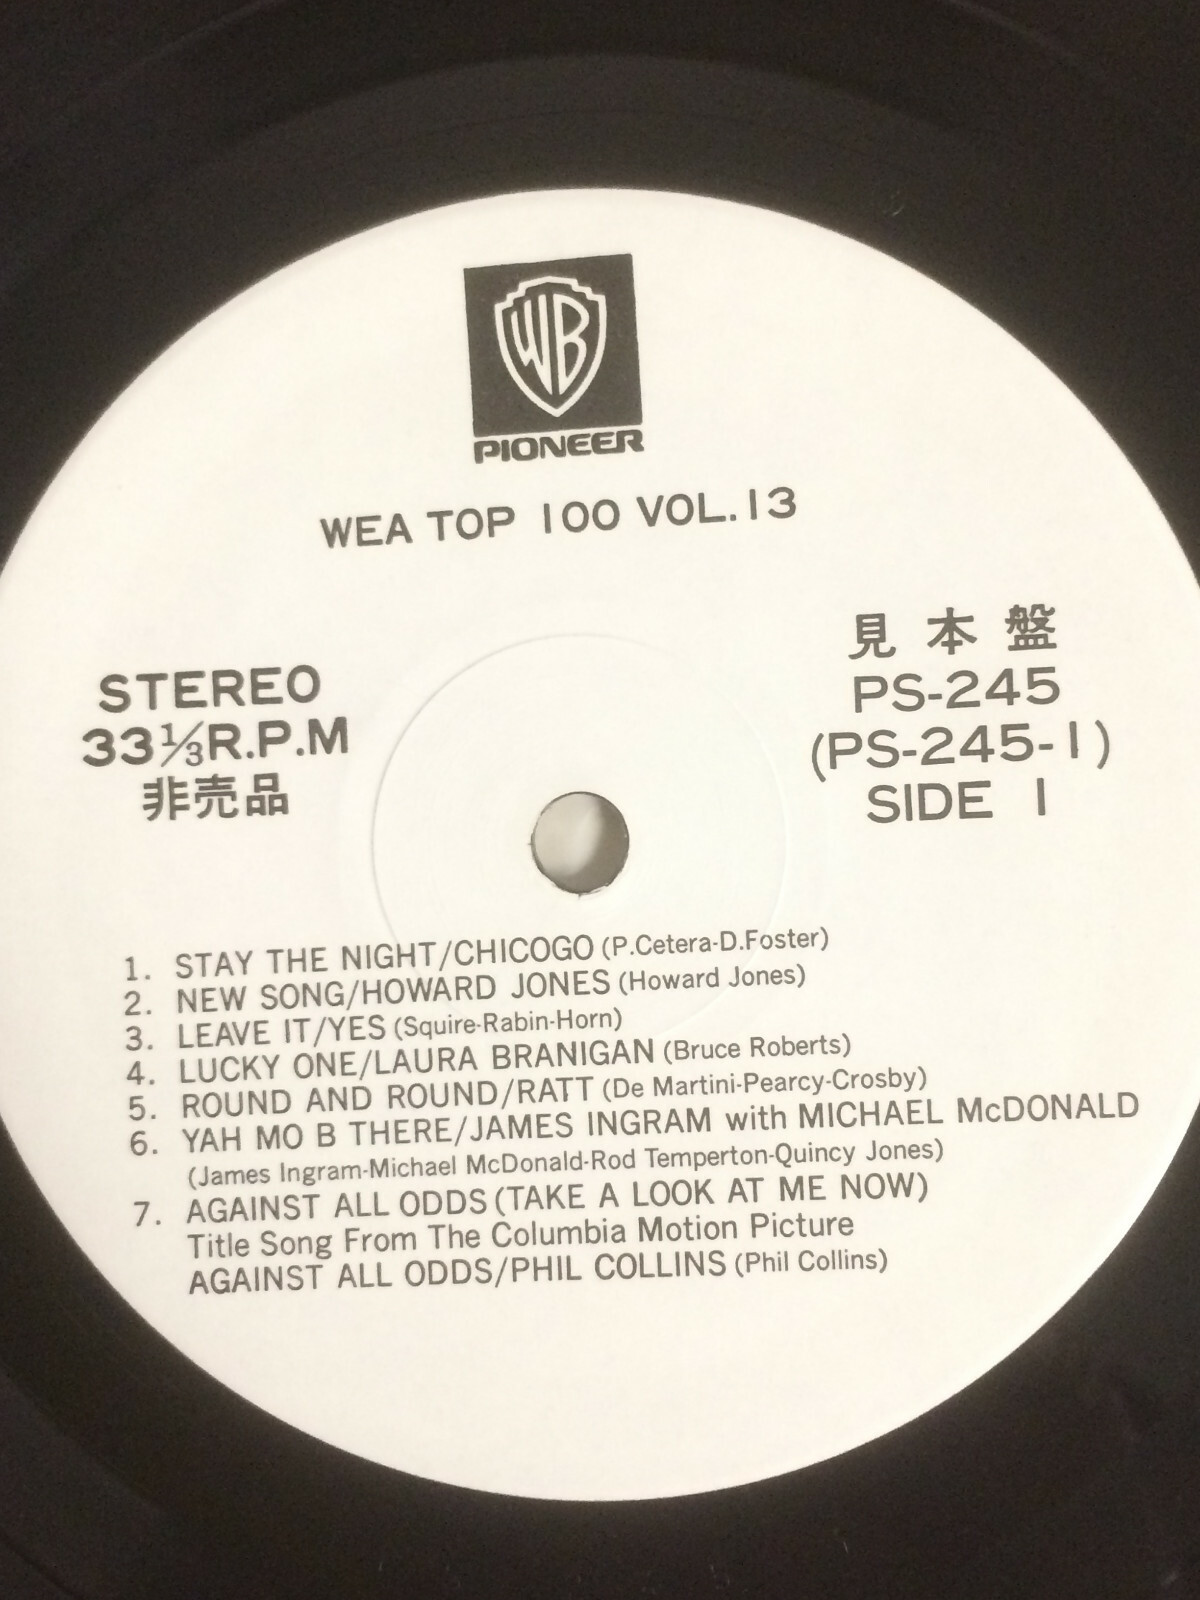 WB
PIONEER
WEA TOP 100 VOL.13
STEREO
33⅓R.P.M
非売品
見本盤
PS-245
(PS-245-1)
SIDE 1
1. STAY THE NIGHT/CHICOGO (P.Cetera-D.Foster)
2. NEW SONG/HOWARD JONES (Howard Jones)
3. LEAVE IT/YES (Squire-Rabin-Horn)
4. LUCKY ONE/LAURA BRANIGAN (Bruce Roberts)
5. ROUND AND ROUND/RATT (De Martini-Pearcy-Crosby)
6. YAH MO B THERE/JAMES INGRAM with MICHAEL McDONALD
(James Ingram-Michael McDonald-Rod Temperton-Quincy Jones)
7. AGAINST ALL ODDS (TAKE A LOOK AT ME NOW)
Title Song From The Columbia Motion Picture
AGAINST ALL ODDS/PHIL COLLINS (Phil Collins)